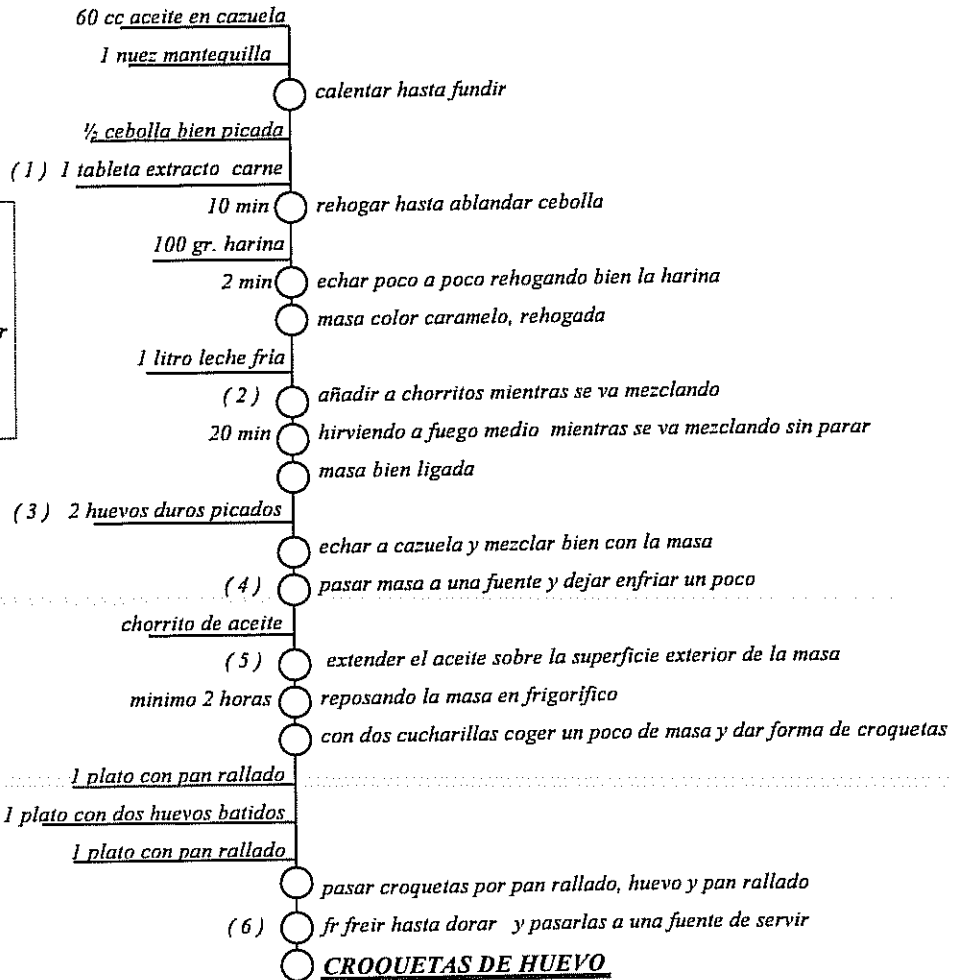 60 cc aceite en cazuela
1 nuez mantequilla
calentar hasta fundir
½ cebolla bien picada
(1) 1 tableta extracto carne
10 min rehogar hasta ablandar cebolla
100 gr. harina
2 min echar poco a poco rehogando bien la harina
masa color caramelo, rehogada
r
1 litro leche fria
(2) añadir a chorritos mientras se va mezclando
20 min hirviendo a fuego medio mientras se va mezclando sin parar
masa bien ligada
(3) 2 huevos duros picados
echar a cazuela y mezclar bien con la masa
(4) pasar masa a una fuente y dejar enfriar un poco
chorrito de aceite
(5) extender el aceite sobre la superficie exterior de la masa
minimo 2 horas reposando la masa en frigorífico
con dos cucharillas coger un poco de masa y dar forma de croquetas
1 plato con pan rallado
1 plato con dos huevos batidos
1 plato con pan rallado
pasar croquetas por pan rallado, huevo y pan rallado
(6) fr freir hasta dorar y pasarlas a una fuente de servir
CROQUETAS DE HUEVO